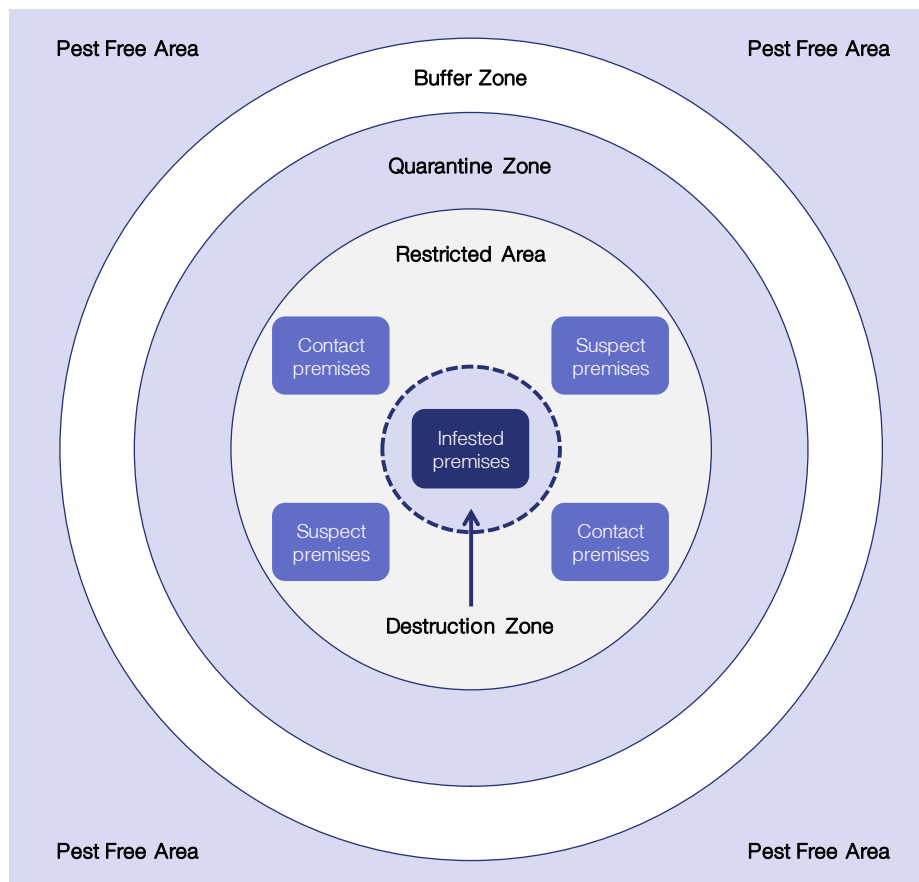 Pest Free Area
Pest Free Area
Buffer Zone
Quarantine Zone
Restricted Area
Contact
premises
Suspect
premises
Infested
premises
Suspect
premises
Contact
premises
Destruction Zone
Pest Free Area
Pest Free Area